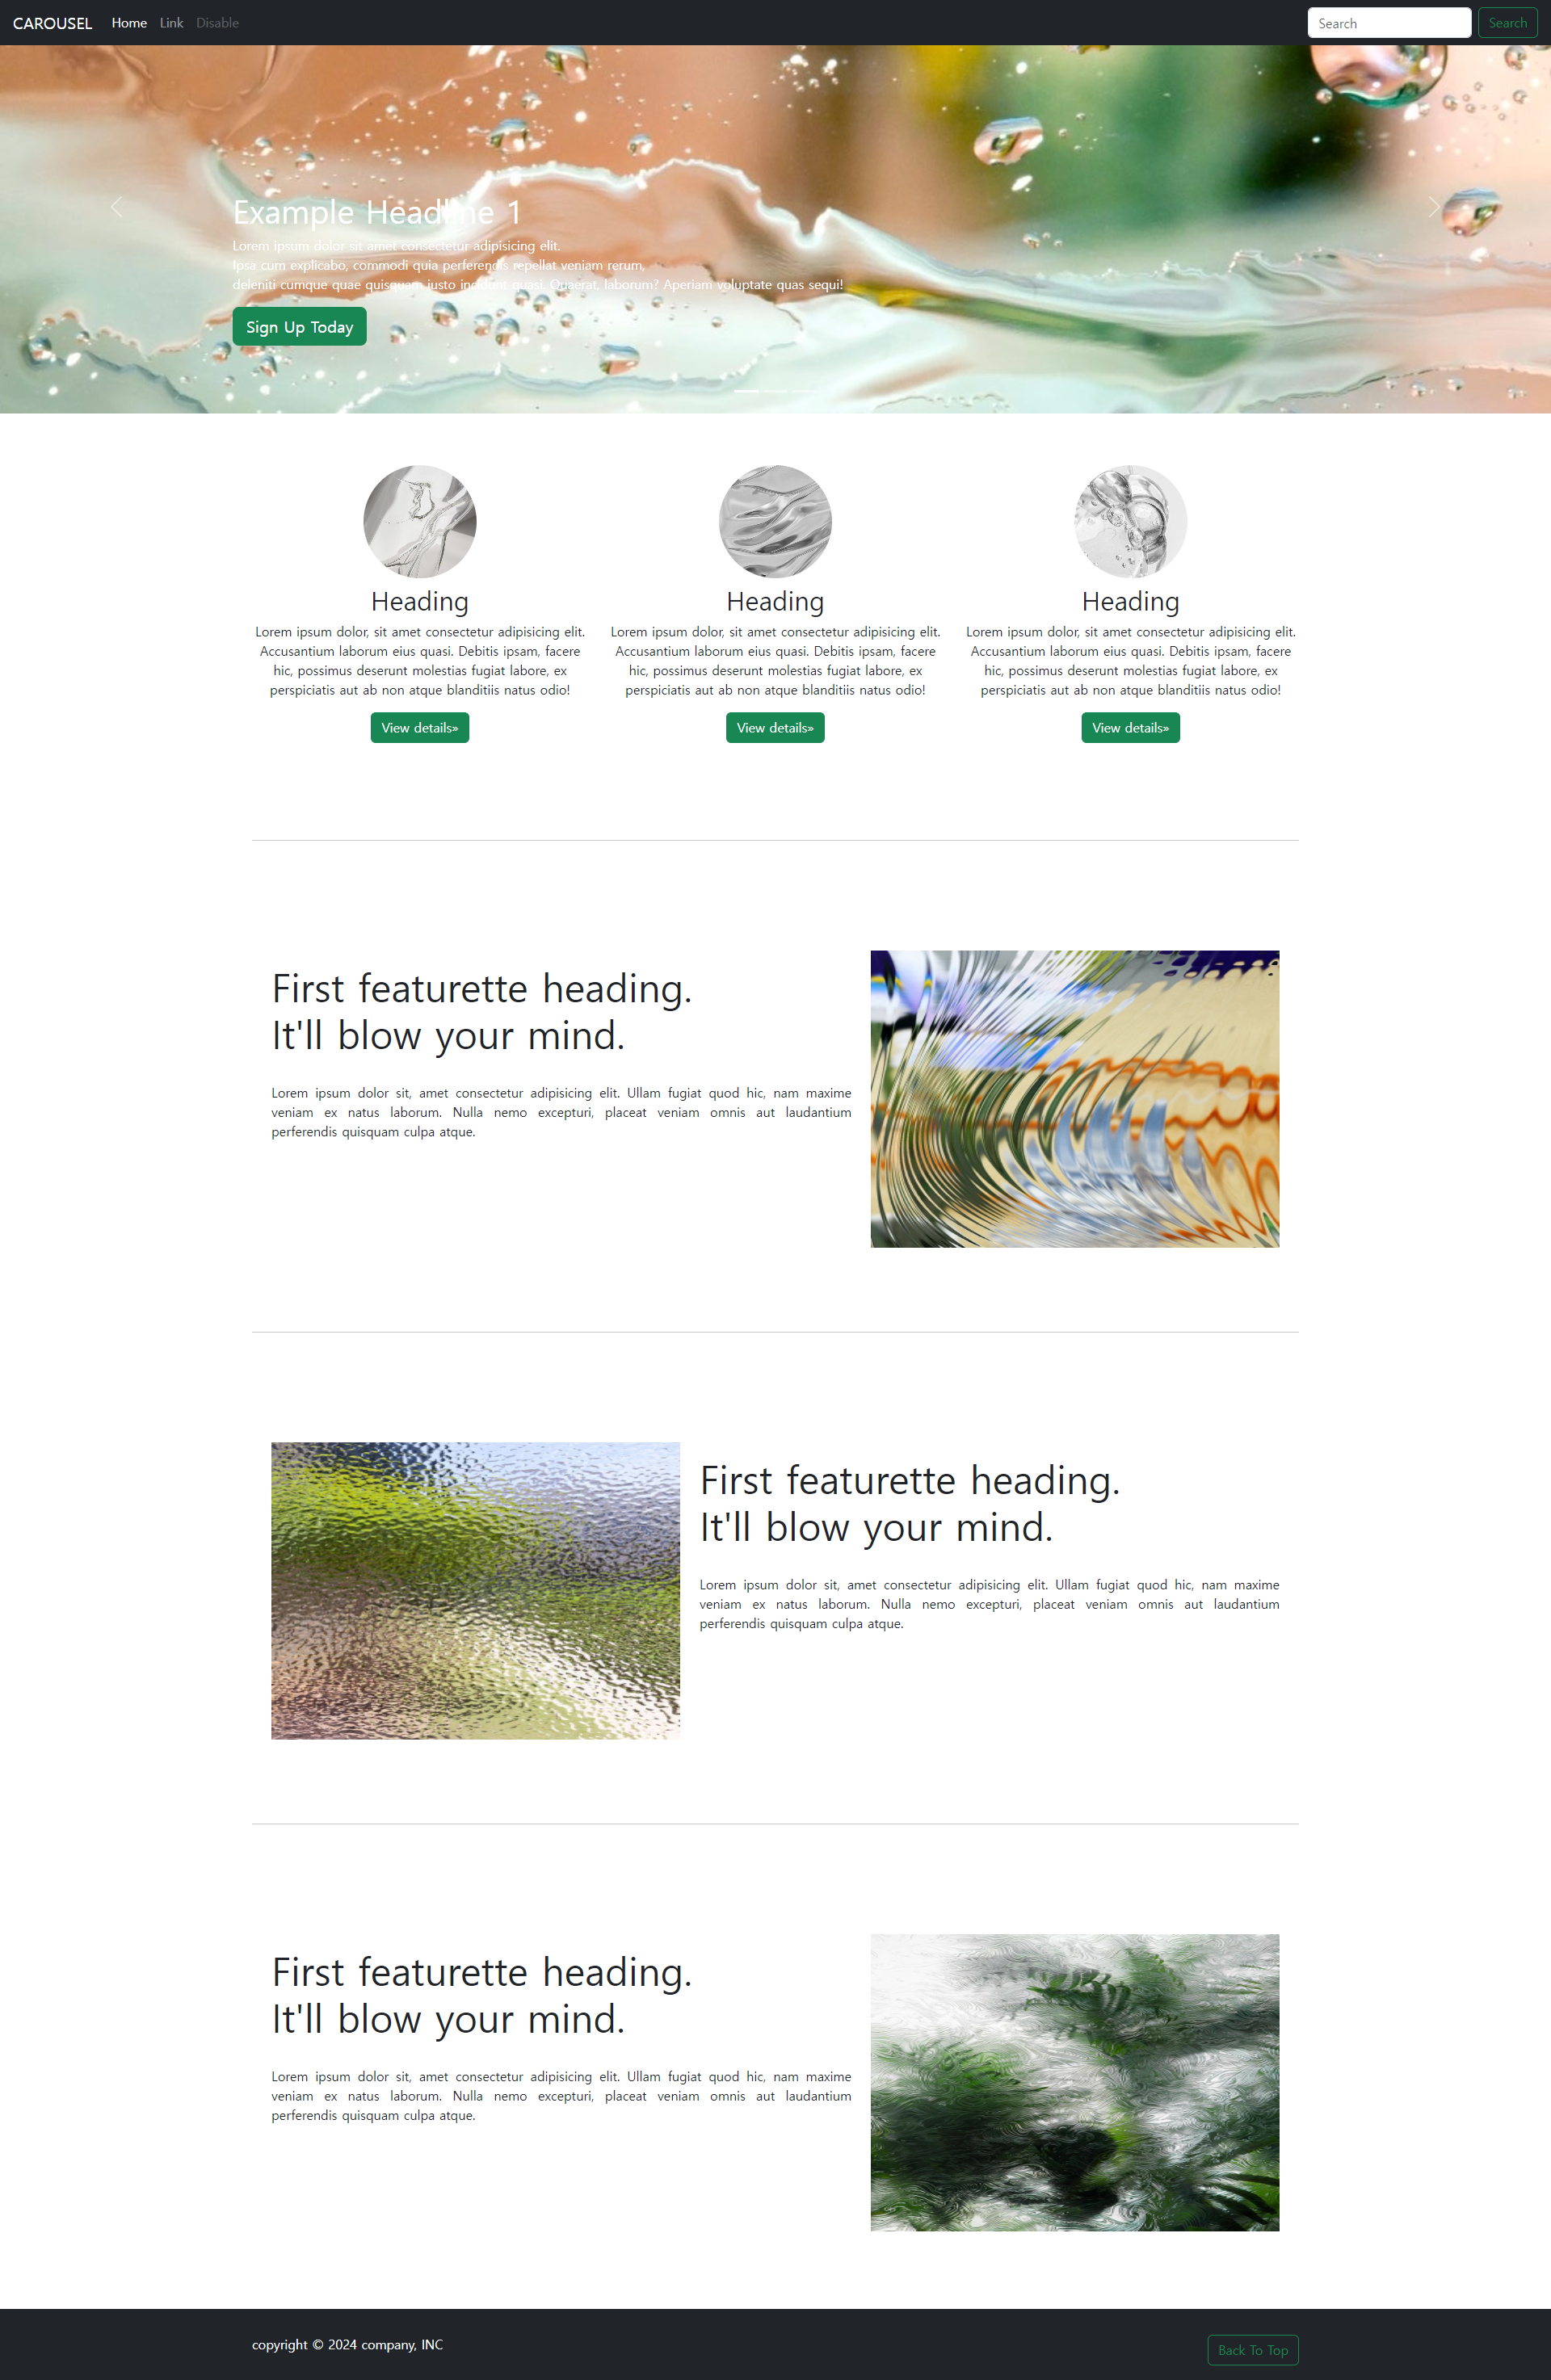 CAROUSEL Home Link Disable Search Search
Example Headline 1
Lorem ipsum dolor sit amet consectetur adipisicing elit.
Ipsa cum explicabo, commodi quia perferendis repellat veniam rerum,
deleniti cumque quae quisquam justo incidunt quasi. Quaerat, laborum? Aperiam voluptate quas sequi!
Sign Up Today
Heading
Lorem ipsum dolor, sit amet consectetur adipisicing elit.
Accusantium laborum eius quasi. Debitis ipsam, facere
hic, possimus deserunt molestias fugiat labore, ex
perspiciatis aut ab non atque blanditiis natus odio!
View details»
Heading
Lorem ipsum dolor, sit amet consectetur adipisicing elit.
Accusantium laborum eius quasi. Debitis ipsam, facere
hic, possimus deserunt molestias fugiat labore, ex
perspiciatis aut ab non atque blanditiis natus odio!
View details»
Heading
Lorem ipsum dolor, sit amet consectetur adipisicing elit.
Accusantium laborum eius quasi. Debitis ipsam, facere
hic, possimus deserunt molestias fugiat labore, ex
perspiciatis aut ab non atque blanditiis natus odio!
View details»
First featurette heading.
It'll blow your mind.
Lorem ipsum dolor sit, amet consectetur adipisicing elit. Ullam fugiat quod hic, nam maxime
veniam ex natus laborum. Nulla nemo excepturi, placeat veniam omnis aut laudantium
perferendis quisquam culpa atque.
First featurette heading.
It'll blow your mind.
Lorem ipsum dolor sit, amet consectetur adipisicing elit. Ullam fugiat quod hic, nam maxime
veniam ex natus laborum. Nulla nemo excepturi, placeat veniam omnis aut laudantium
perferendis quisquam culpa atque.
First featurette heading.
It'll blow your mind.
Lorem ipsum dolor sit, amet consectetur adipisicing elit. Ullam fugiat quod hic, nam maxime
veniam ex natus laborum. Nulla nemo excepturi, placeat veniam omnis aut laudantium
perferendis quisquam culpa atque.
copyright © 2024 company, INC
Back To Top